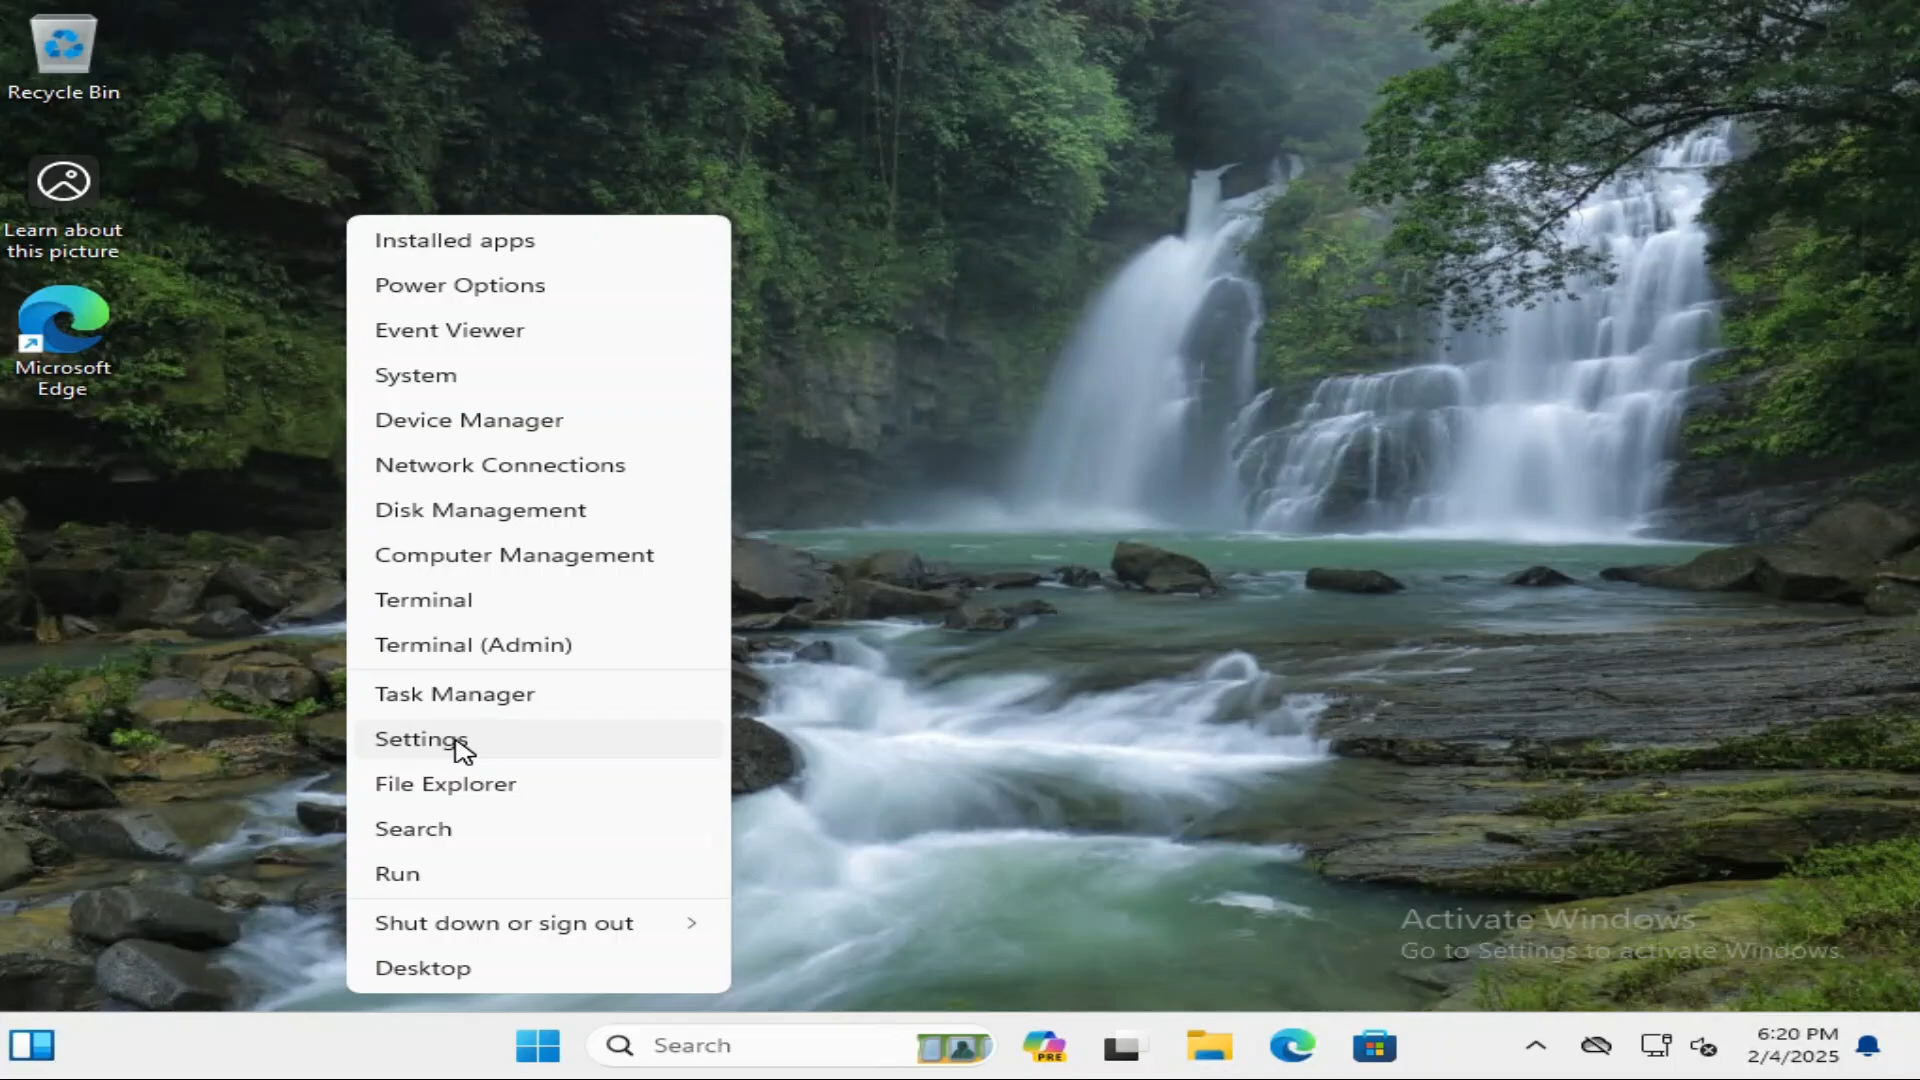 Recycle Bin
Learn about
this picture
Microsoft
Edge
Installed apps
Power Options
Event Viewer
System
Device Manager
Network Connections
Disk Management
Computer Management
Terminal
Terminal (Admin)
Task Manager
Settings
File Explorer
Search
Run
Shut down or sign out
Desktop
Activate Windows
Go to Settings to activate Windows.
Search
PRE
6:20 PM
2/4/2025